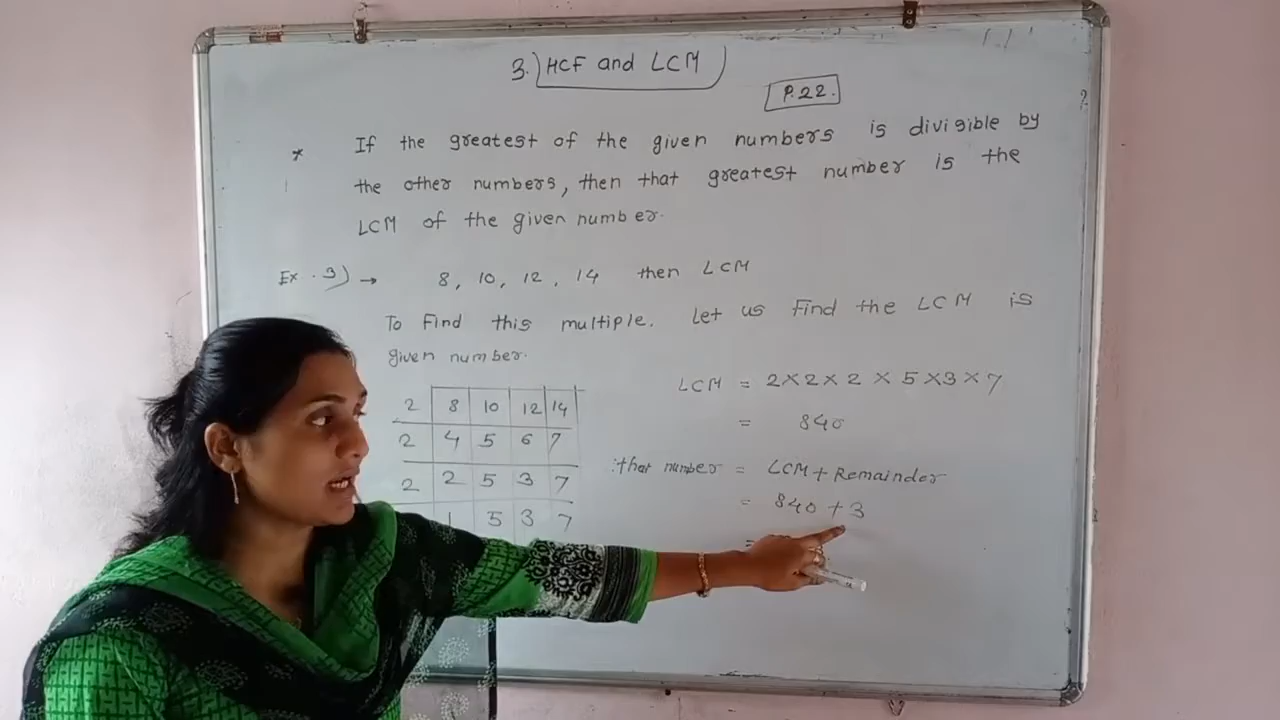 3.) HCF and LCM
P.22.
* If the greatest of the given numbers is divisible by
the other numbers, then that greatest number is the
LCM of the given number.
Ex. 3) → 8, 10, 12, 14 then LCM
To Find this multiple. Let us Find the LCM is
given number.
2 8 10 12 14
2 4 5 6 7
2 2 5 3 7
1 5 3 7
LCM = 2×2×2×5×3×7
= 840
∴that number = LCM+Remainder
= 840 + 3
=